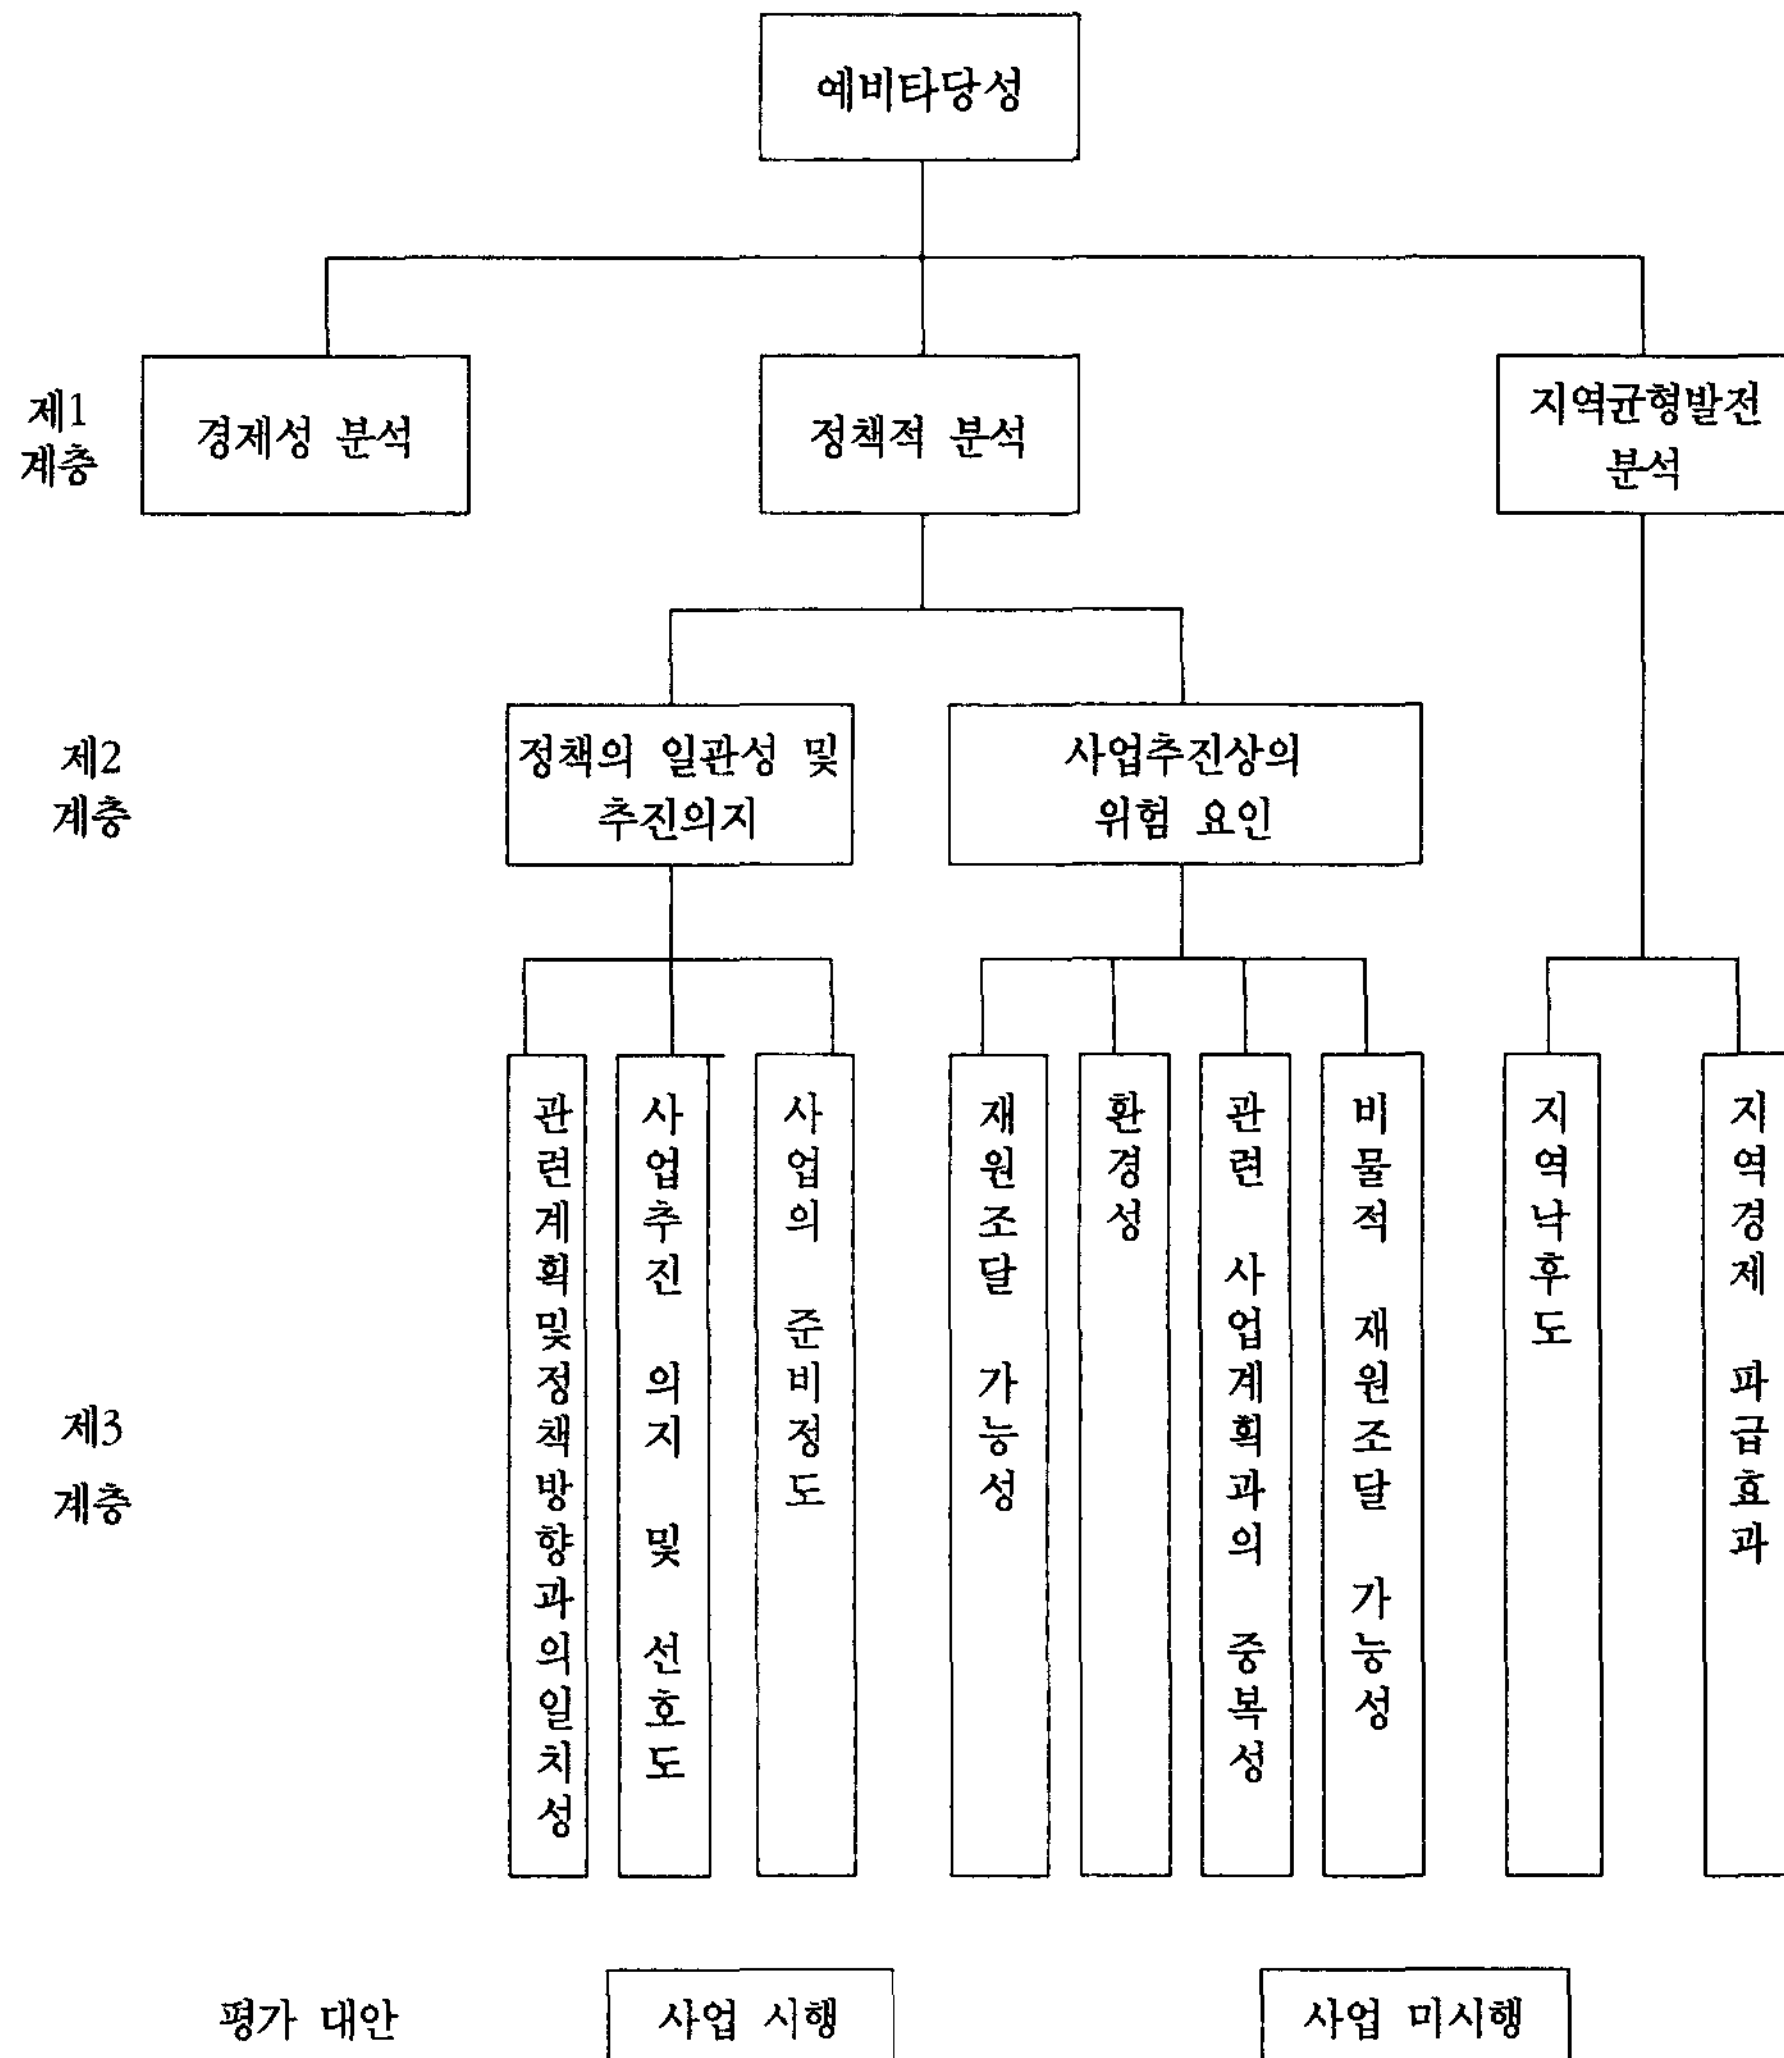 예비타당성
제1
계층
경제성 분석
정책적 분석
지역균형발전
분석
제2
계층
정책의 일관성 및
추진의지
사업추진상의
위험 요인
제3
계층
관련계획및정책방향과의일치성
사업추진 의지 및 선호도
사업의 준비정도
재원조달 가능성
환경성
관련 사업계획과의 중복성
비물적 재원조달 가능성
지역낙후도
지역경제 파급효과
평가 대안
사업 시행
사업 미시행